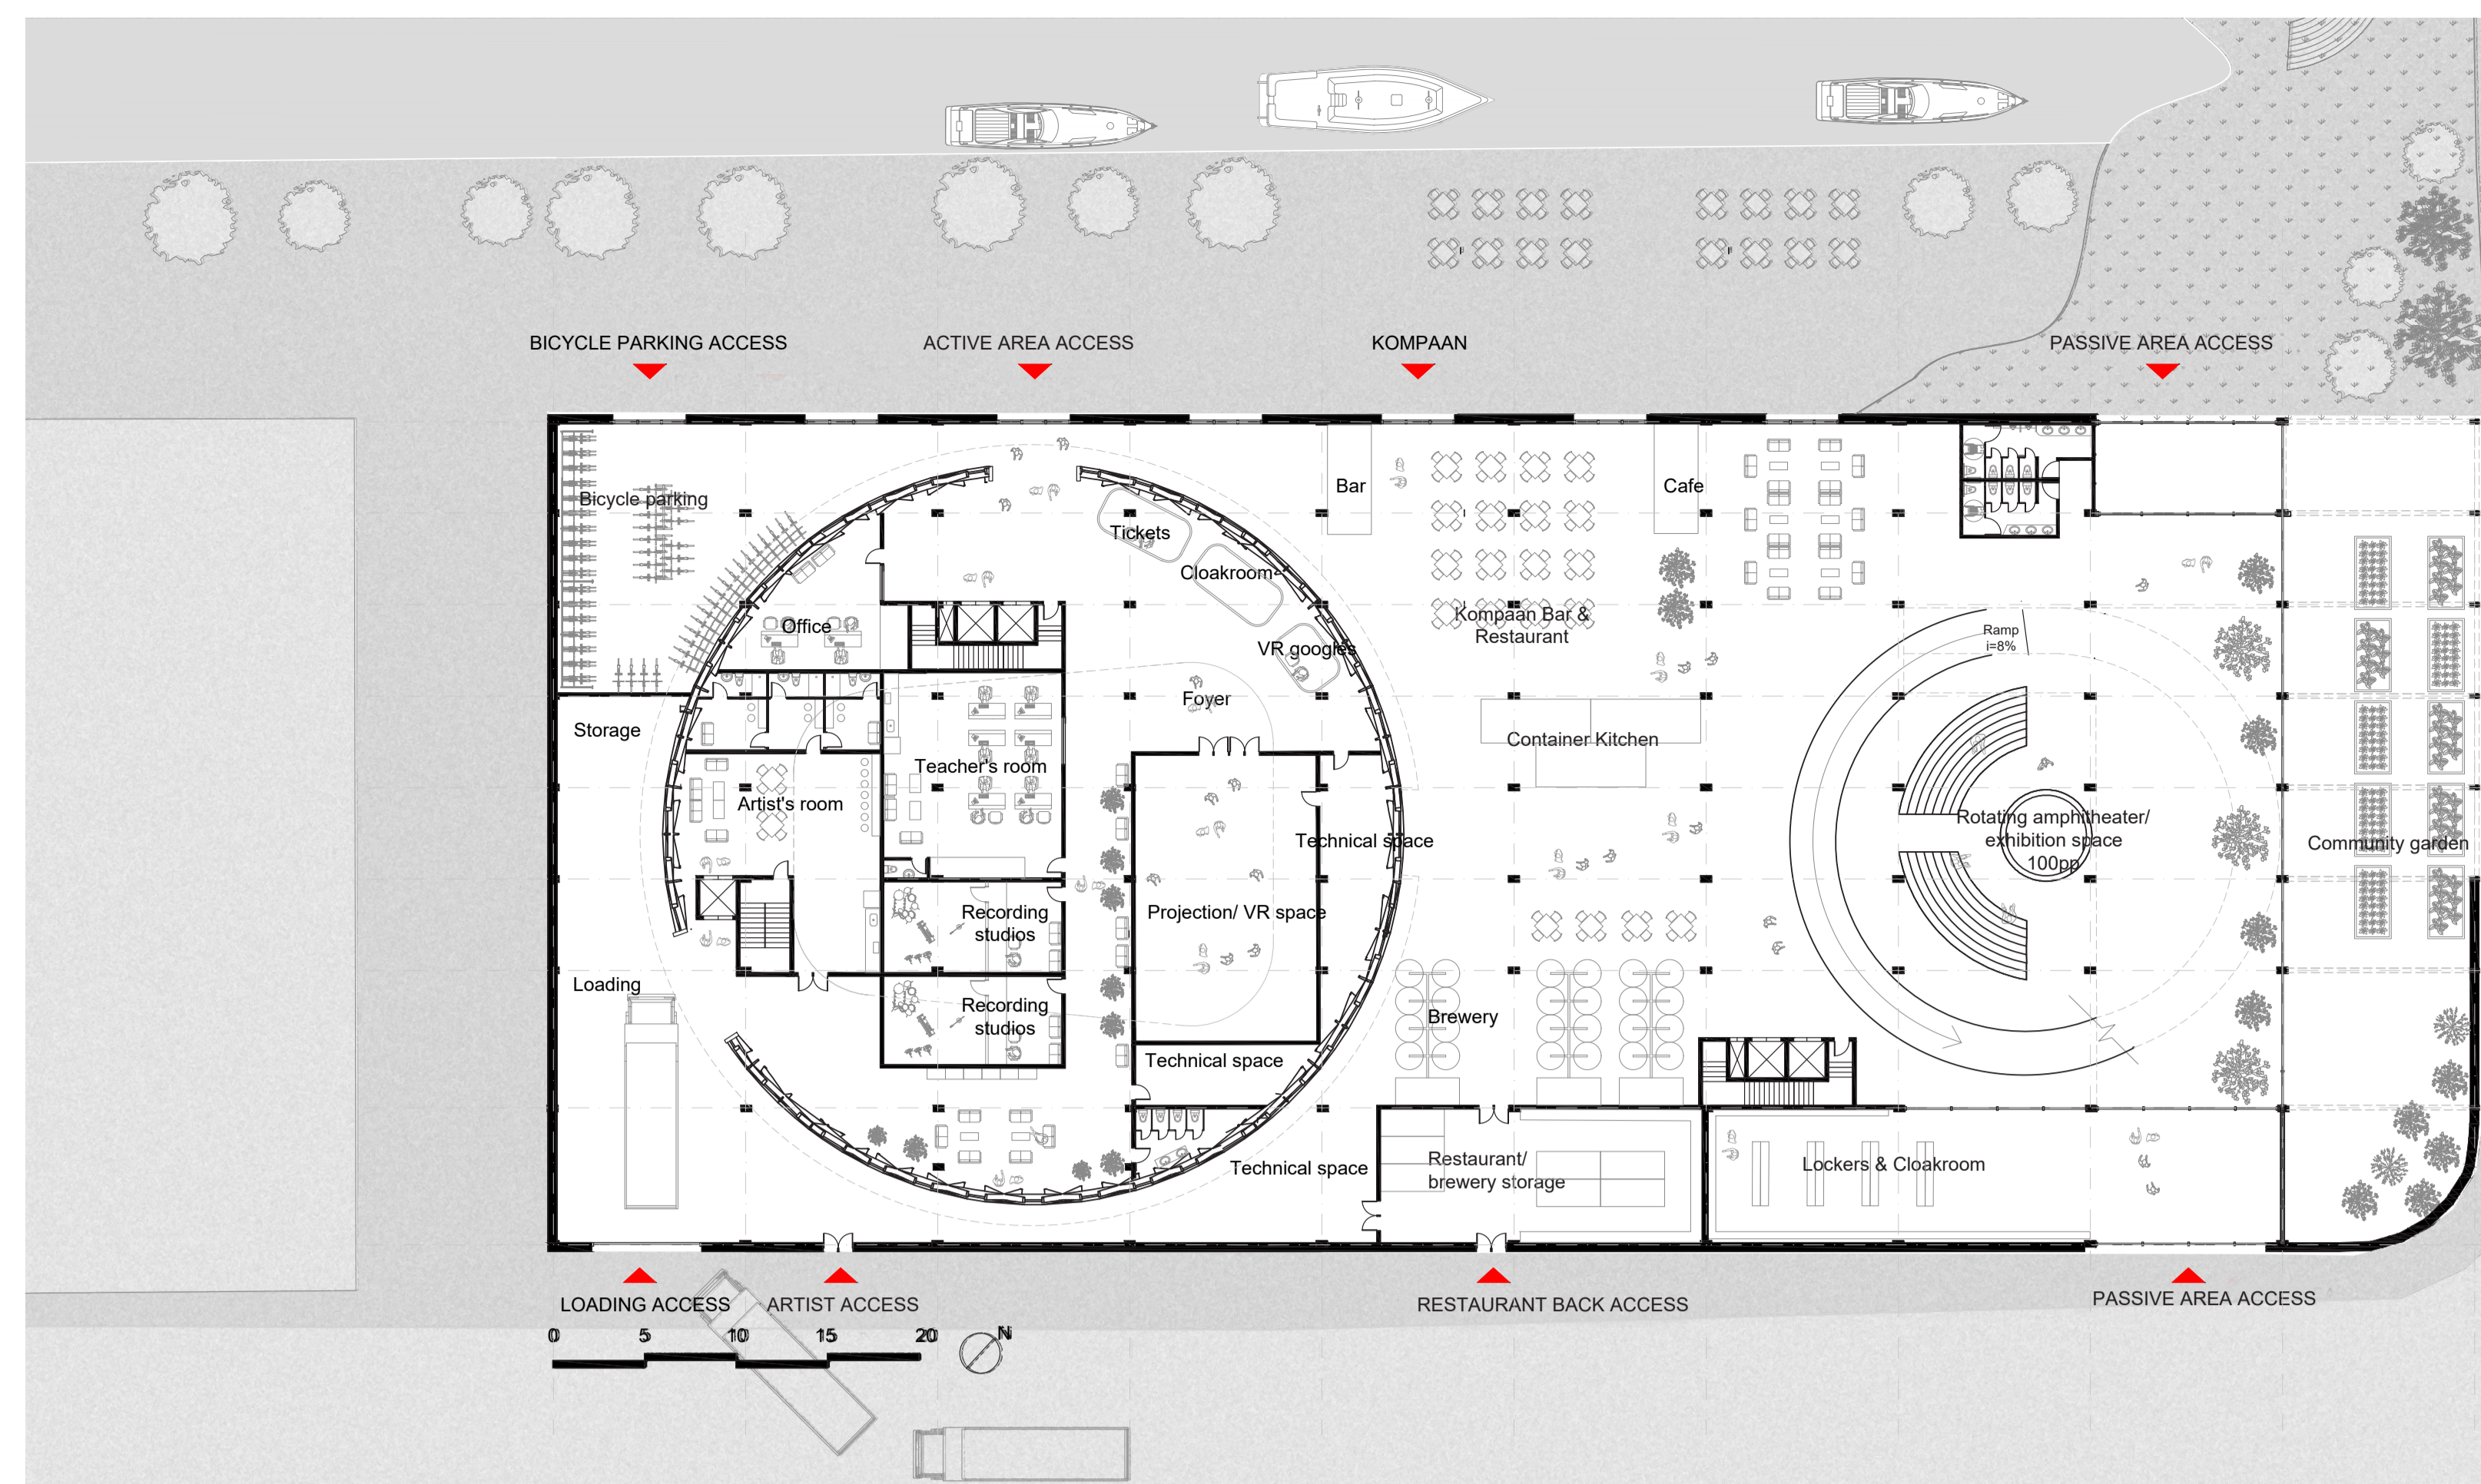 BICYCLE PARKING ACCESS
ACTIVE AREA ACCESS
KOMPAAN
PASSIVE AREA ACCESS
Bicycle parking
Bar
Cafe
Tickets
Cloakroom
Office
Kompaan Bar &
Restaurant
Ramp
i=8%
VR googles
Foyer
Storage
Container Kitchen
Teacher's room
Artist's room
Technical space
Rotating amphitheater/
exhibition space
100pp
Community garden
Recording
studios
Projection/ VR space
Loading
Recording
studios
Brewery
Technical space
Technical space
Restaurant/
brewery storage
Lockers & Cloakroom
LOADING ACCESS
ARTIST ACCESS
RESTAURANT BACK ACCESS
PASSIVE AREA ACCESS
0 5 10 15 20
N